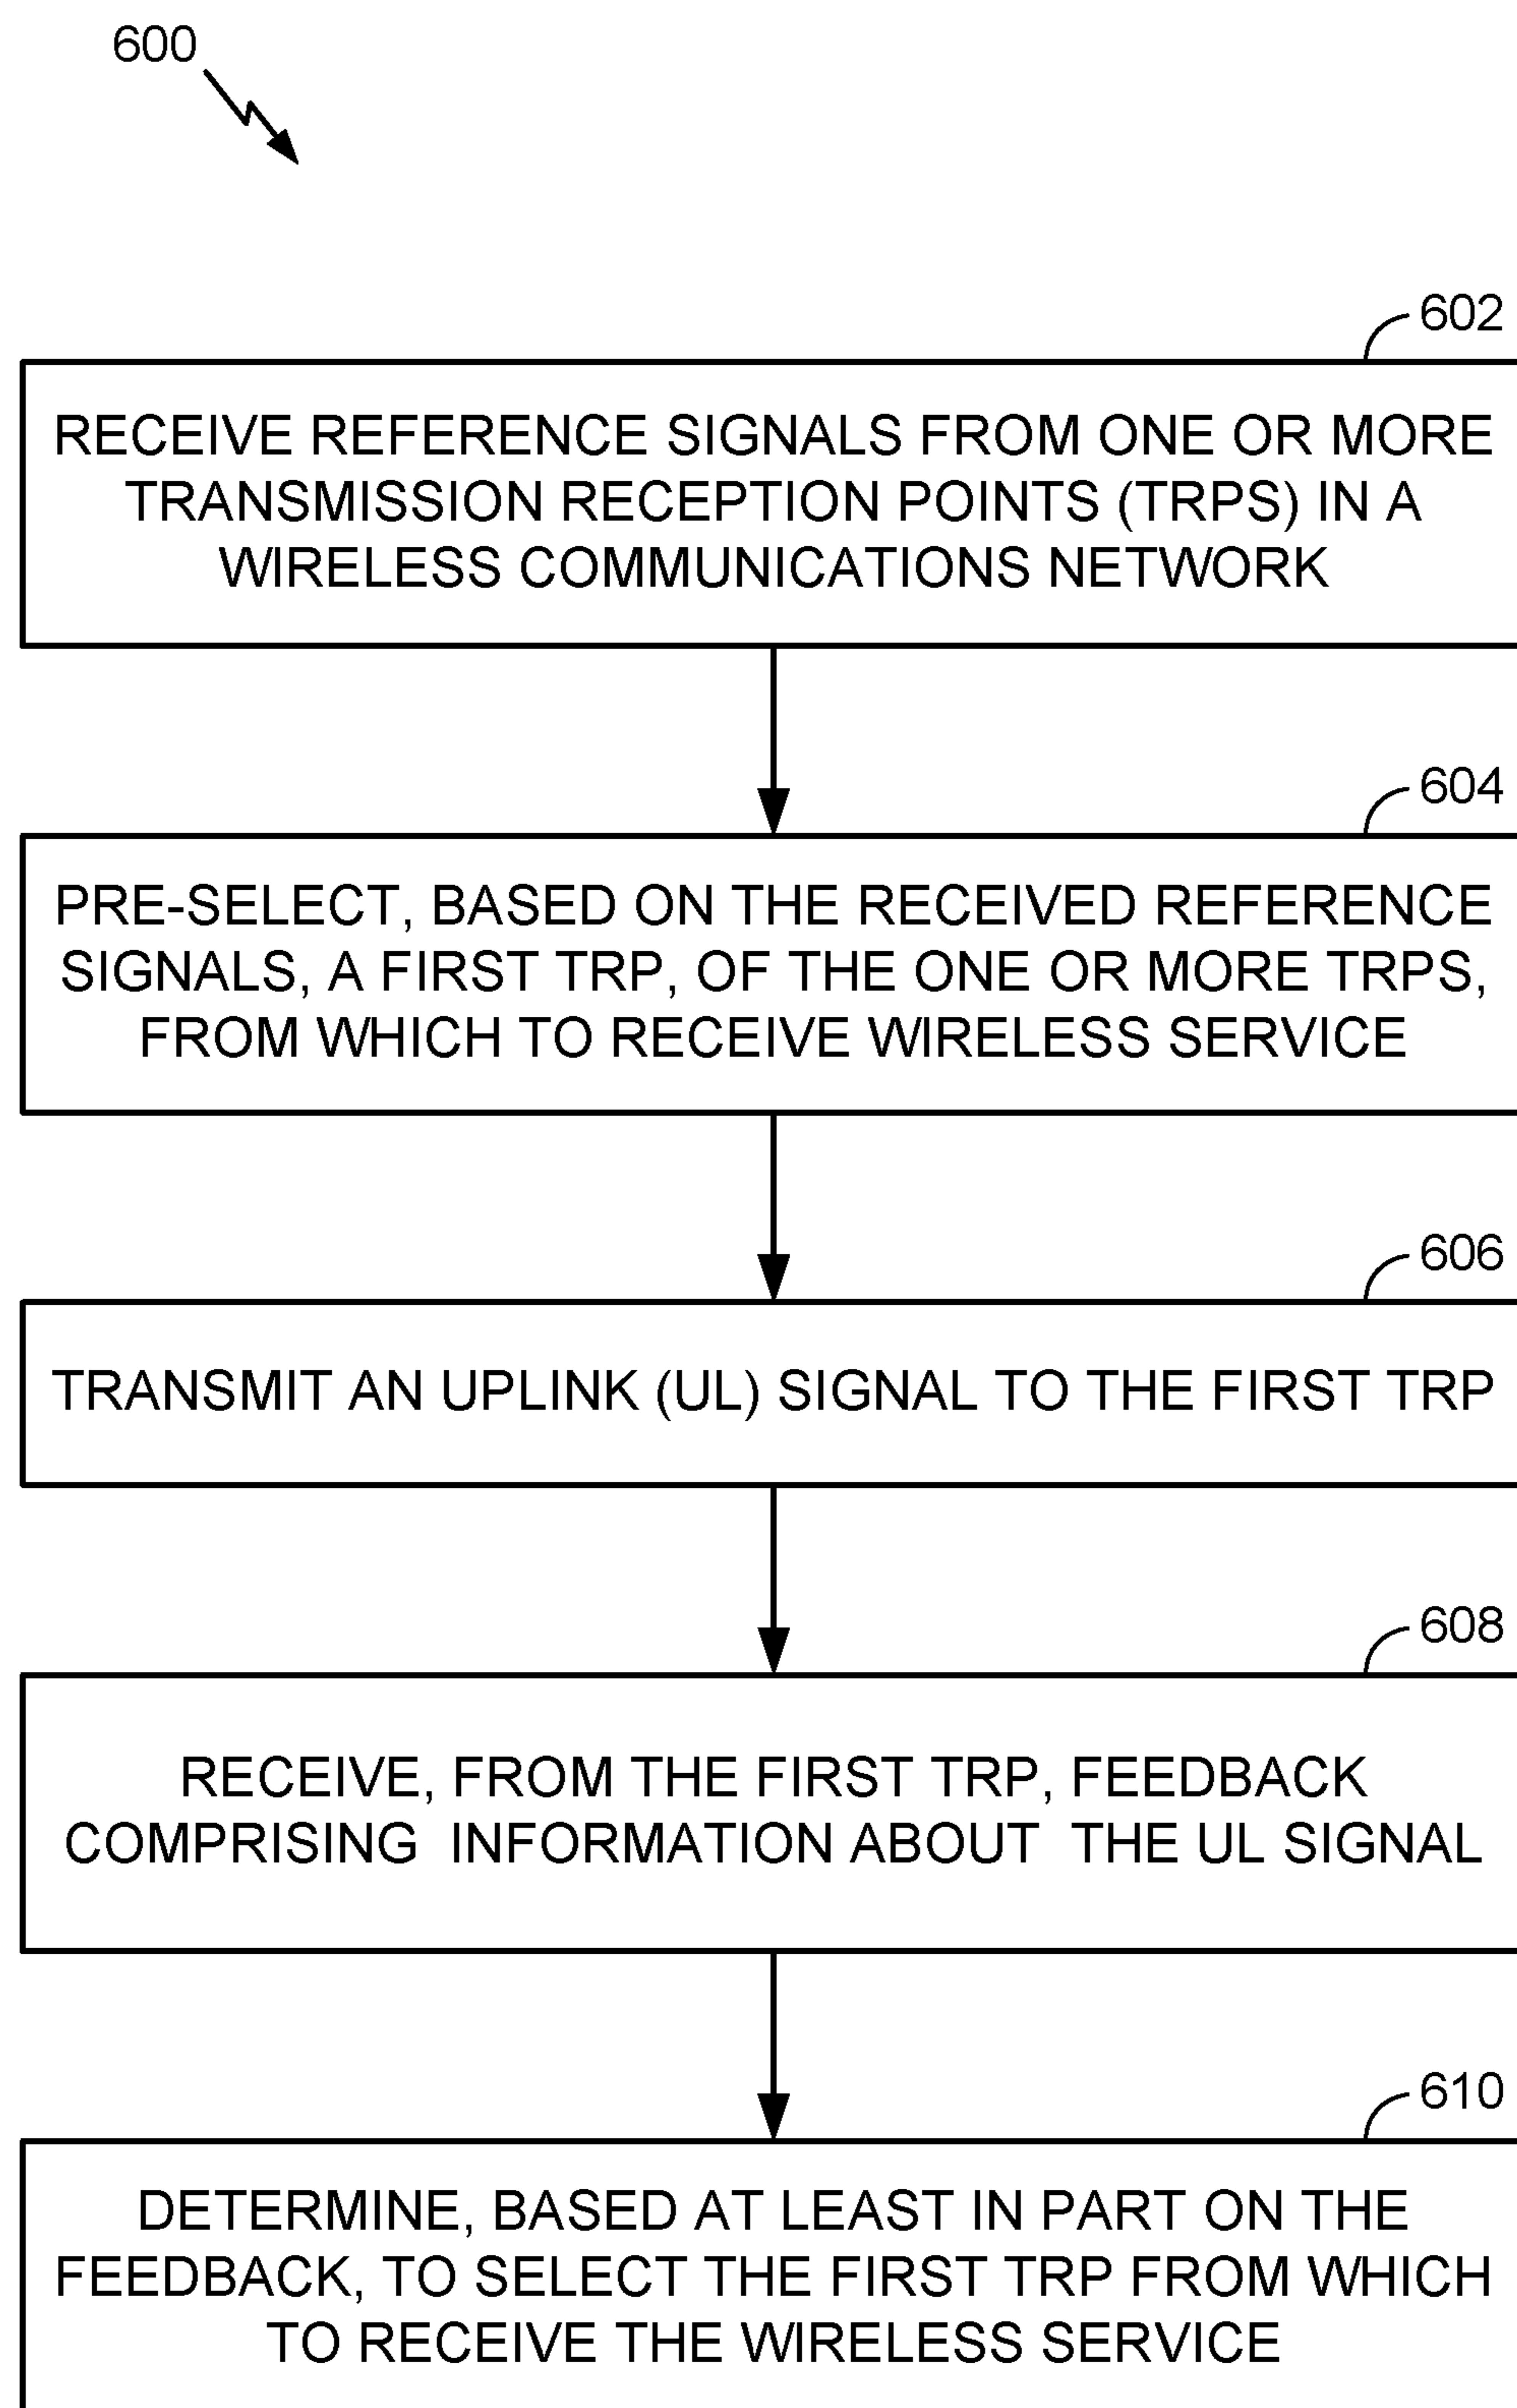 600
602
RECEIVE REFERENCE SIGNALS FROM ONE OR MORE
TRANSMISSION RECEPTION POINTS (TRPS) IN A
WIRELESS COMMUNICATIONS NETWORK
604
PRE-SELECT, BASED ON THE RECEIVED REFERENCE
SIGNALS, A FIRST TRP, OF THE ONE OR MORE TRPS,
FROM WHICH TO RECEIVE WIRELESS SERVICE
606
TRANSMIT AN UPLINK (UL) SIGNAL TO THE FIRST TRP
608
RECEIVE, FROM THE FIRST TRP, FEEDBACK
COMPRISING INFORMATION ABOUT THE UL SIGNAL
610
DETERMINE, BASED AT LEAST IN PART ON THE
FEEDBACK, TO SELECT THE FIRST TRP FROM WHICH
TO RECEIVE THE WIRELESS SERVICE